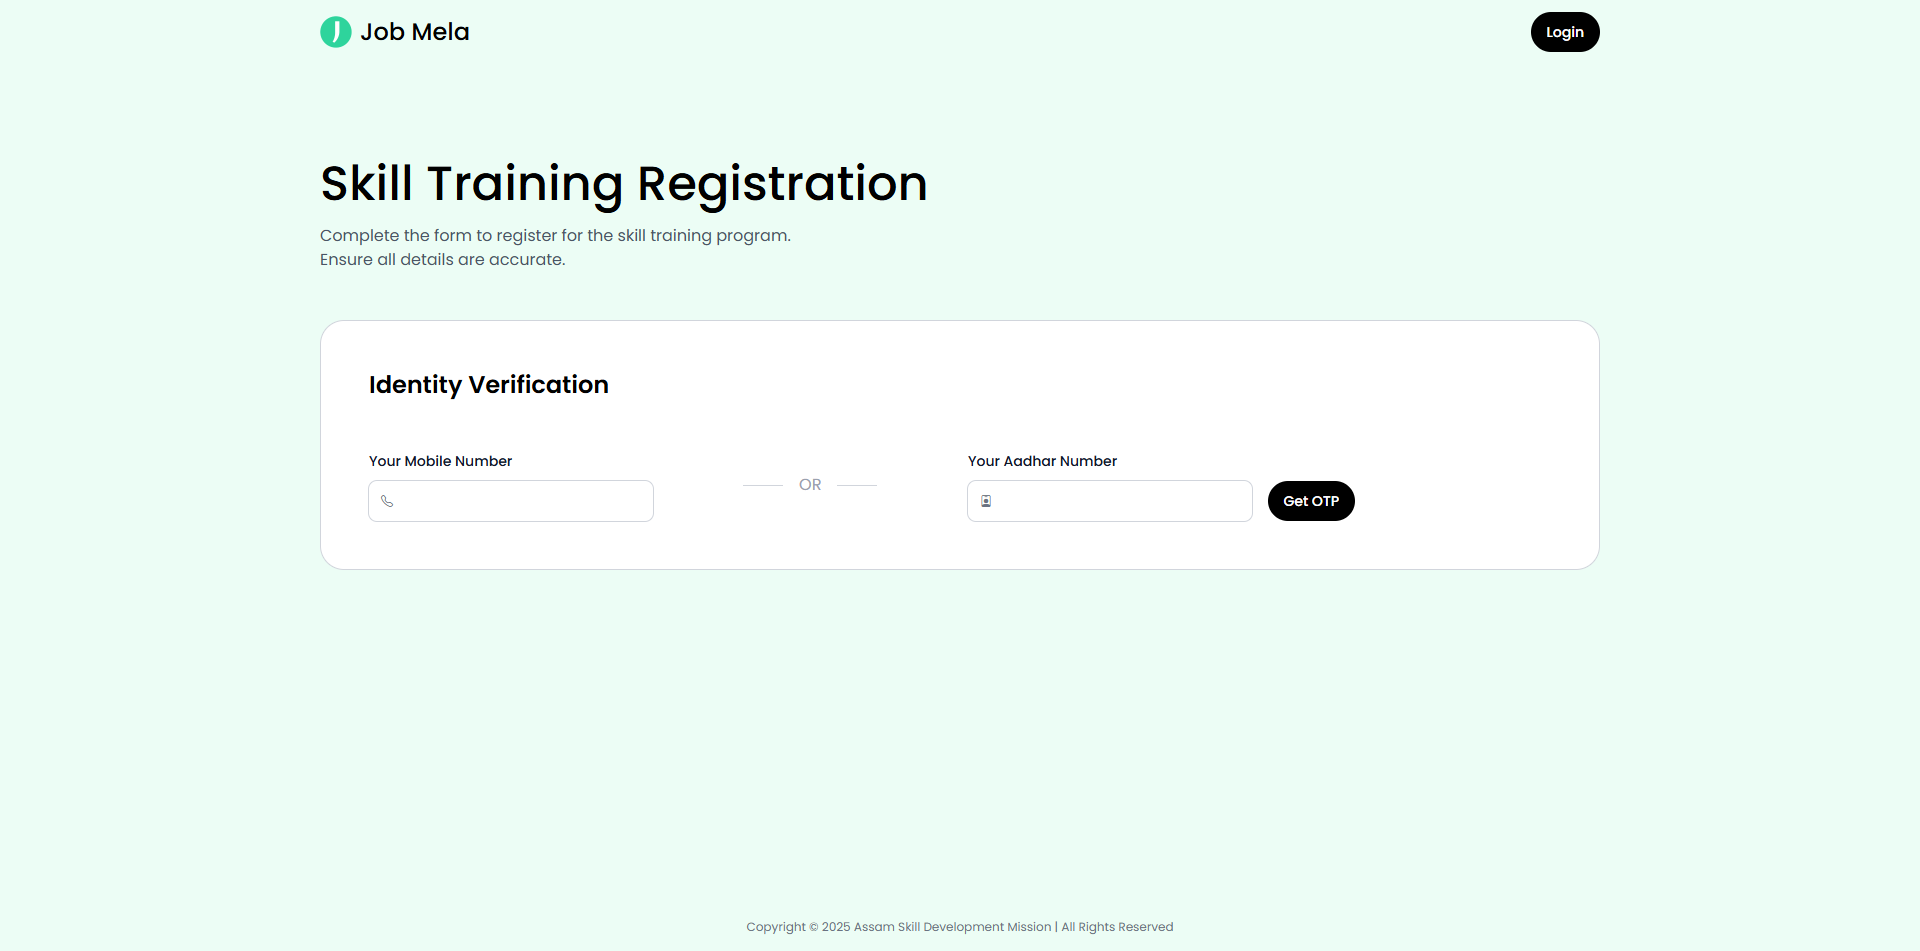 J Job Mela
Login
Skill Training Registration
Complete the form to register for the skill training program.
Ensure all details are accurate.
Identity Verification
Your Mobile Number
OR
Your Aadhar Number
Get OTP
Copyright © 2025 Assam Skill Development Mission | All Rights Reserved